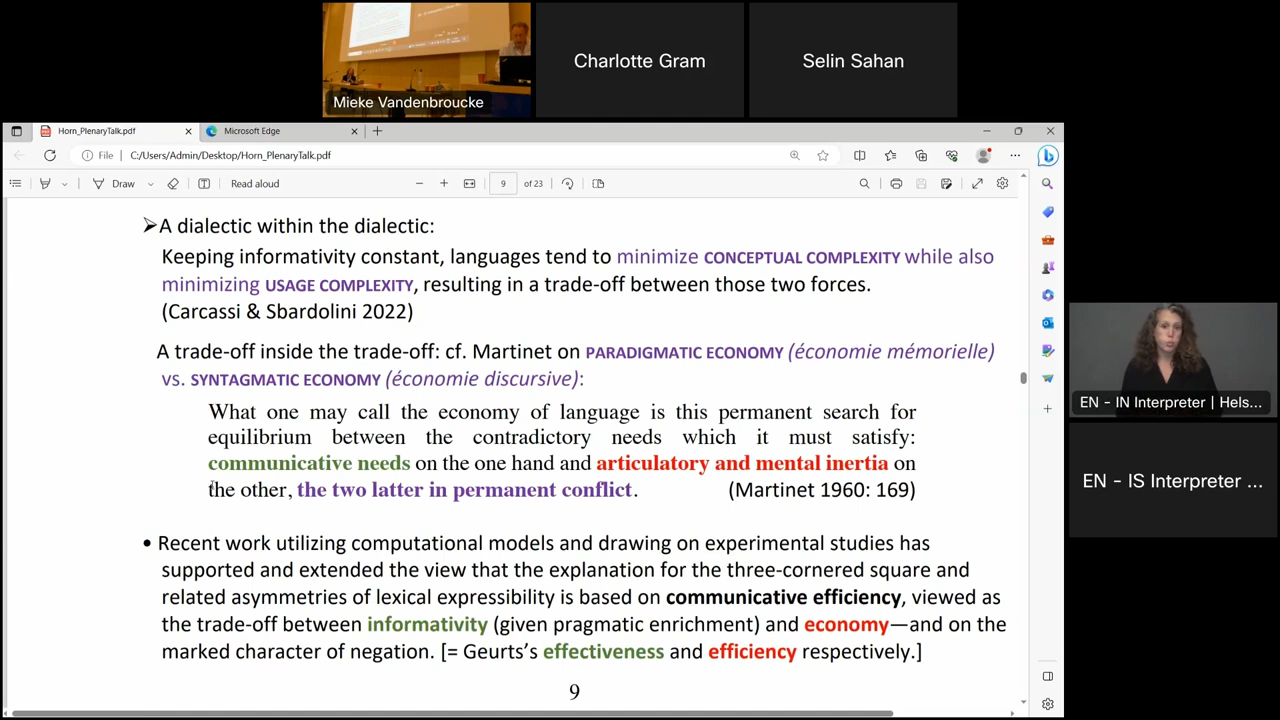 Mieke Vandenbroucke
Charlotte Gram
Selin Sahan
Horn_PlenaryTalk.pdf
Microsoft Edge
File
C:/Users/Admin/Desktop/Horn_PlenaryTalk.pdf
Draw
Read aloud
9
of 23
➢A dialectic within the dialectic:
Keeping informativity constant, languages tend to minimize CONCEPTUAL COMPLEXITY while also
minimizing USAGE COMPLEXITY, resulting in a trade-off between those two forces.
(Carcassi & Sbardolini 2022)
A trade-off inside the trade-off: cf. Martinet on PARADIGMATIC ECONOMY (économie mémorielle)
vs. SYNTAGMATIC ECONOMY (économie discursive):
What one may call the economy of language is this permanent search for
equilibrium between the contradictory needs which it must satisfy:
communicative needs on the one hand and articulatory and mental inertia on
the other, the two latter in permanent conflict. (Martinet 1960: 169)
• Recent work utilizing computational models and drawing on experimental studies has
supported and extended the view that the explanation for the three-cornered square and
related asymmetries of lexical expressibility is based on communicative efficiency, viewed as
the trade-off between informativity (given pragmatic enrichment) and economy—and on the
marked character of negation. [= Geurts's effectiveness and efficiency respectively.]
9
EN - IN Interpreter | Hels...
EN - IS Interpreter ...